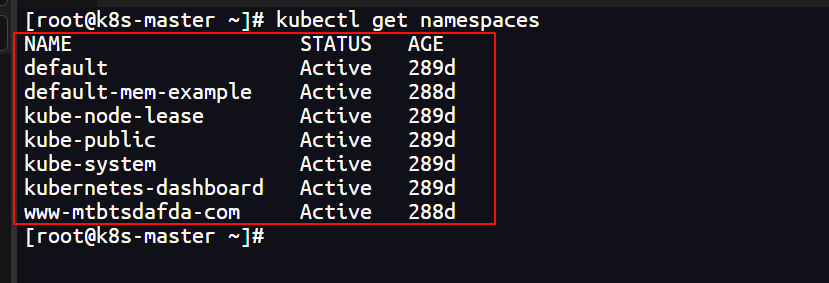 [root@k8s-master ~]# kubectl get namespaces
NAME STATUS AGE
default Active 289d
default-mem-example Active 288d
kube-node-lease Active 289d
kube-public Active 289d
kube-system Active 289d
kubernetes-dashboard Active 289d
www-mtbtsdafda-com Active 288d
[root@k8s-master ~]#